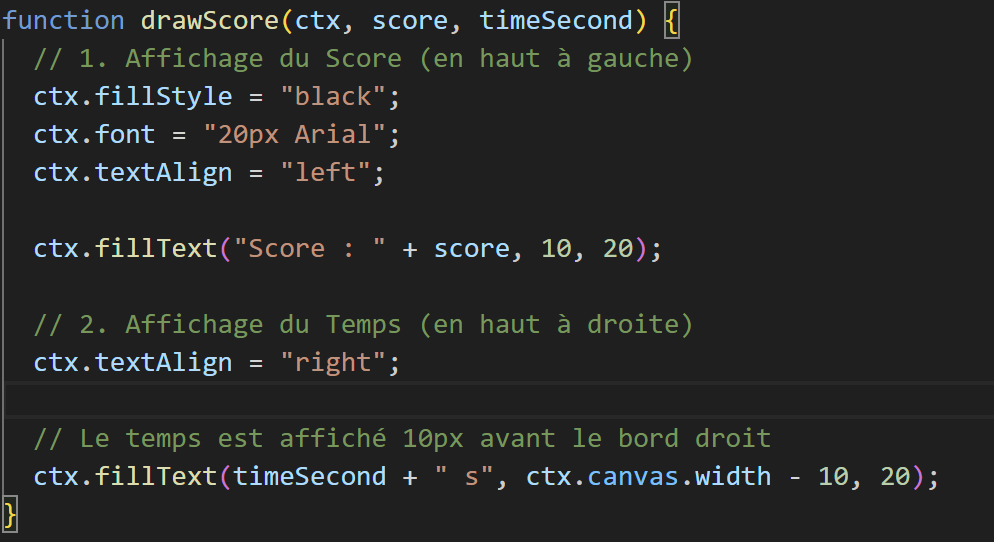 function drawScore(ctx, score, timeSecond) {
  // 1. Affichage du Score (en haut à gauche)
  ctx.fillStyle = "black";
  ctx.font = "20px Arial";
  ctx.textAlign = "left";

  ctx.fillText("Score : " + score, 10, 20);

  // 2. Affichage du Temps (en haut à droite)
  ctx.textAlign = "right";

  // Le temps est affiché 10px avant le bord droit
  ctx.fillText(timeSecond + " s", ctx.canvas.width - 10, 20);
}